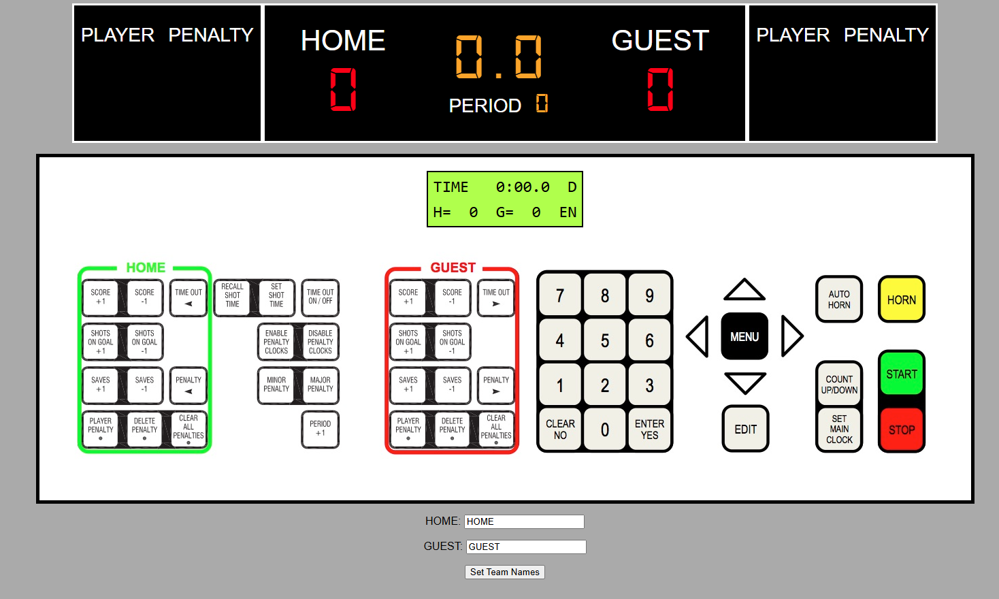 PLAYER PENALTY
HOME
0
0.0
PERIOD 0
GUEST
0
PLAYER PENALTY
TIME 0:00.0 D
H= 0 G= 0 EN
HOME
SCORE
+1
SCORE
-1
TIME OUT
◄
RECALL
SHOT
TIME
SET
SHOT
TIME
TIME OUT
ON / OFF
SHOTS
ON GOAL
+1
SHOTS
ON GOAL
-1
ENABLE
PENALTY
CLOCKS
DISABLE
PENALTY
CLOCKS
SAVES
+1
SAVES
-1
PENALTY
◄
MINOR
PENALTY
MAJOR
PENALTY
PLAYER
PENALTY
●
DELETE
PENALTY
●
CLEAR
ALL
PENALTIES
●
PERIOD
+1
GUEST
SCORE
+1
SCORE
-1
TIME OUT
►
SHOTS
ON GOAL
+1
SHOTS
ON GOAL
-1
SAVES
+1
SAVES
-1
PENALTY
►
PLAYER
PENALTY
●
DELETE
PENALTY
●
CLEAR
ALL
PENALTIES
●
7 8 9
4 5 6
1 2 3
CLEAR
NO
0
ENTER
YES
MENU
EDIT
AUTO
HORN
HORN
COUNT
UP/DOWN
START
SET
MAIN
CLOCK
STOP
HOME: HOME
GUEST: GUEST
Set Team Names